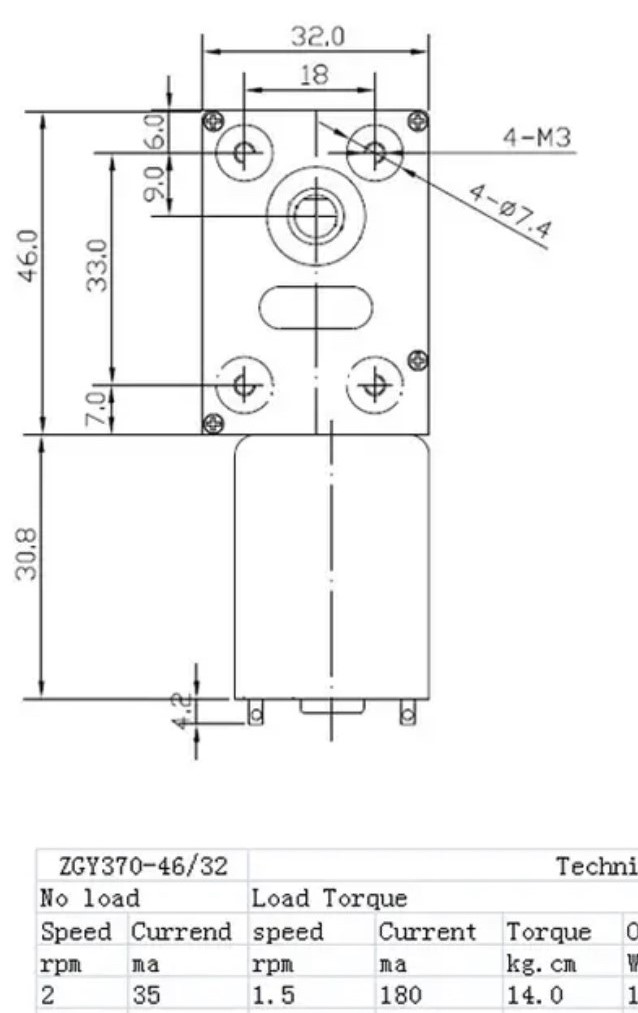 32.0
18
6.0
4-M3
9.0
4-Ø7.4
46.0
33.0
7.0
30.8
4.2
ZGY370-46/32 Techni
No load Load Torque
Speed Currend speed Current Torque O
rpm ma rpm ma kg.cm W
2 35 1.5 180 14.0 1